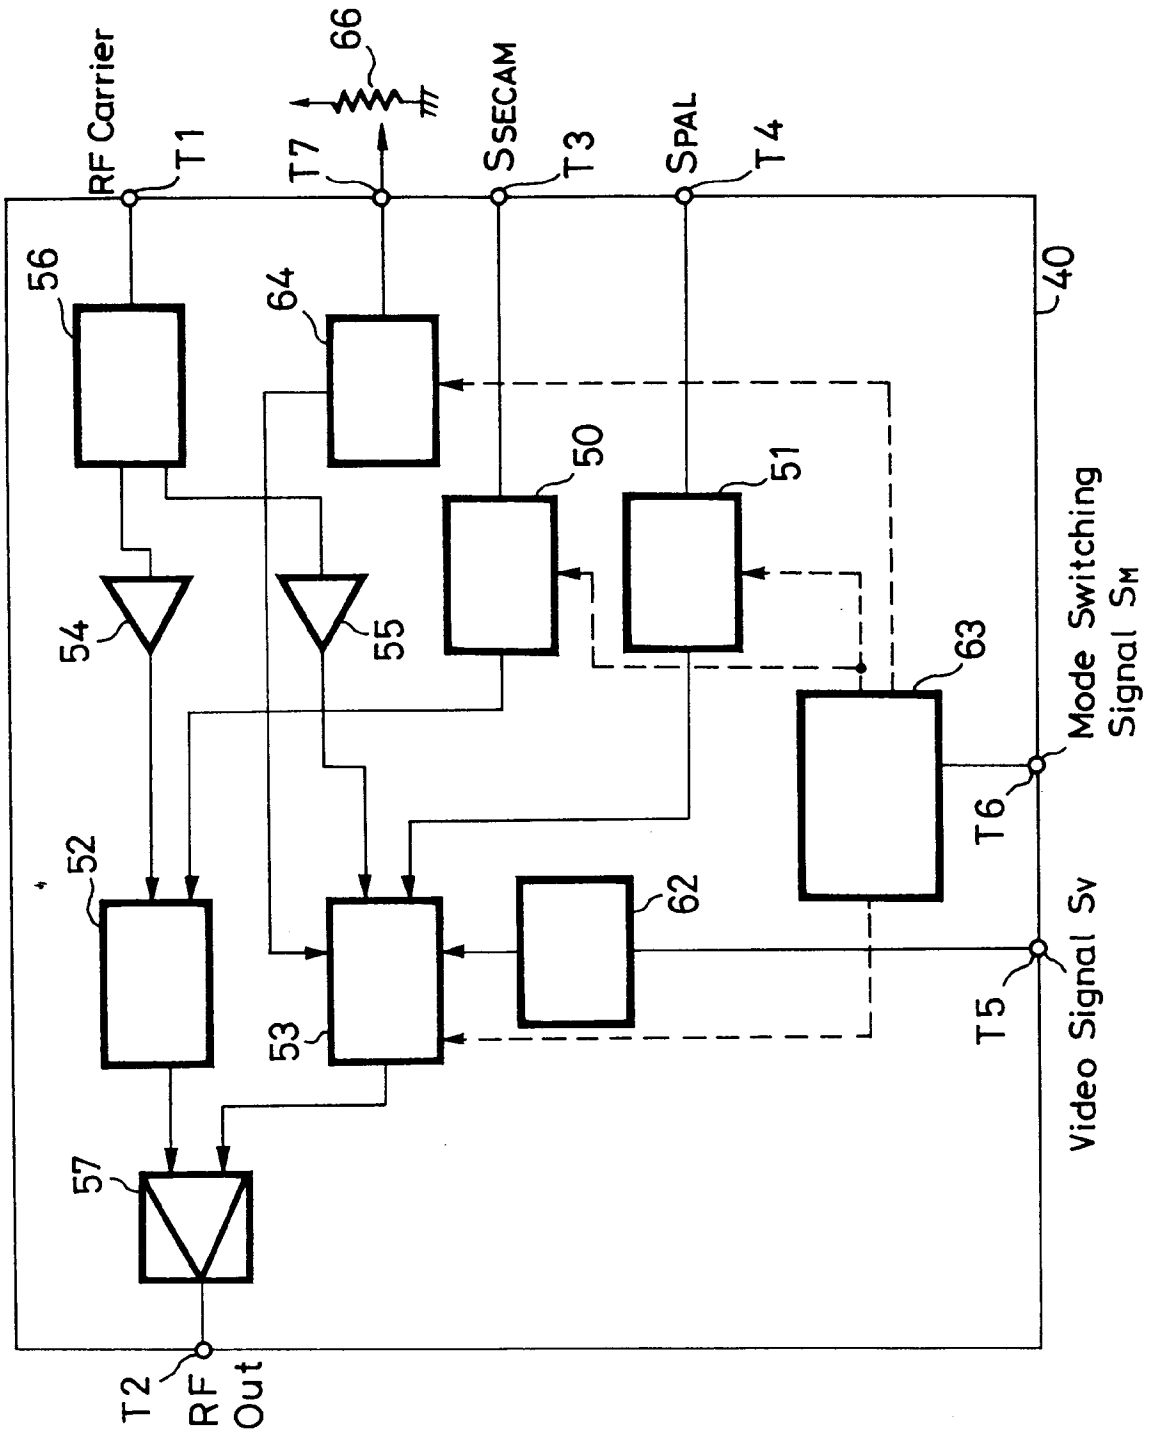 RF Carrier
T1
T7
66
SSECAM
T3
SPAL
T4
56
64
50
51
40
54
55
63
Mode Switching
Signal SM
T6
52
53
62
Video Signal SV
T5
57
T2
RF
Out